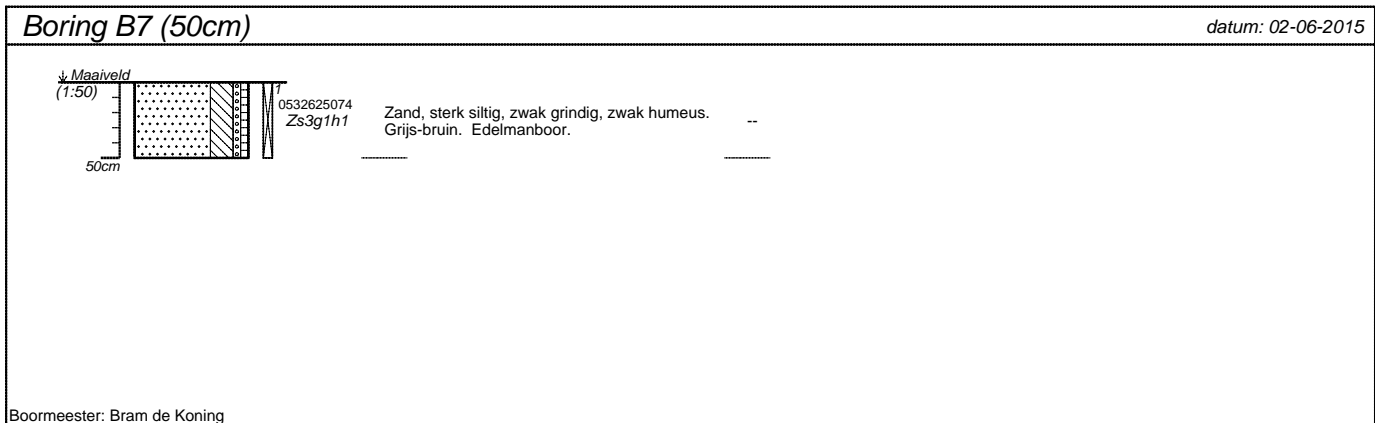 Boring B7 (50cm)
datum: 02-06-2015
Maaiveld
(1:50)
1
0532625074
Zs3g1h1
Zand, sterk siltig, zwak grindig, zwak humeus.
Grijs-bruin. Edelmanboor.
--
50cm
Boormeester: Bram de Koning